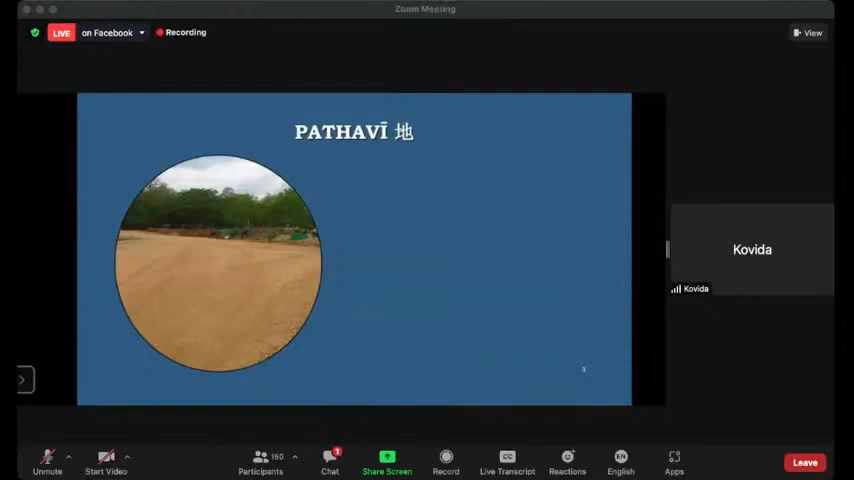 Zoom Meeting
LIVE on Facebook Recording View
PATHAVĪ 地
Kovida
Kovida
Unmute Start Video 150 Participants 1 Chat Share Screen Record CC Live Transcript Reactions EN English Apps Leave